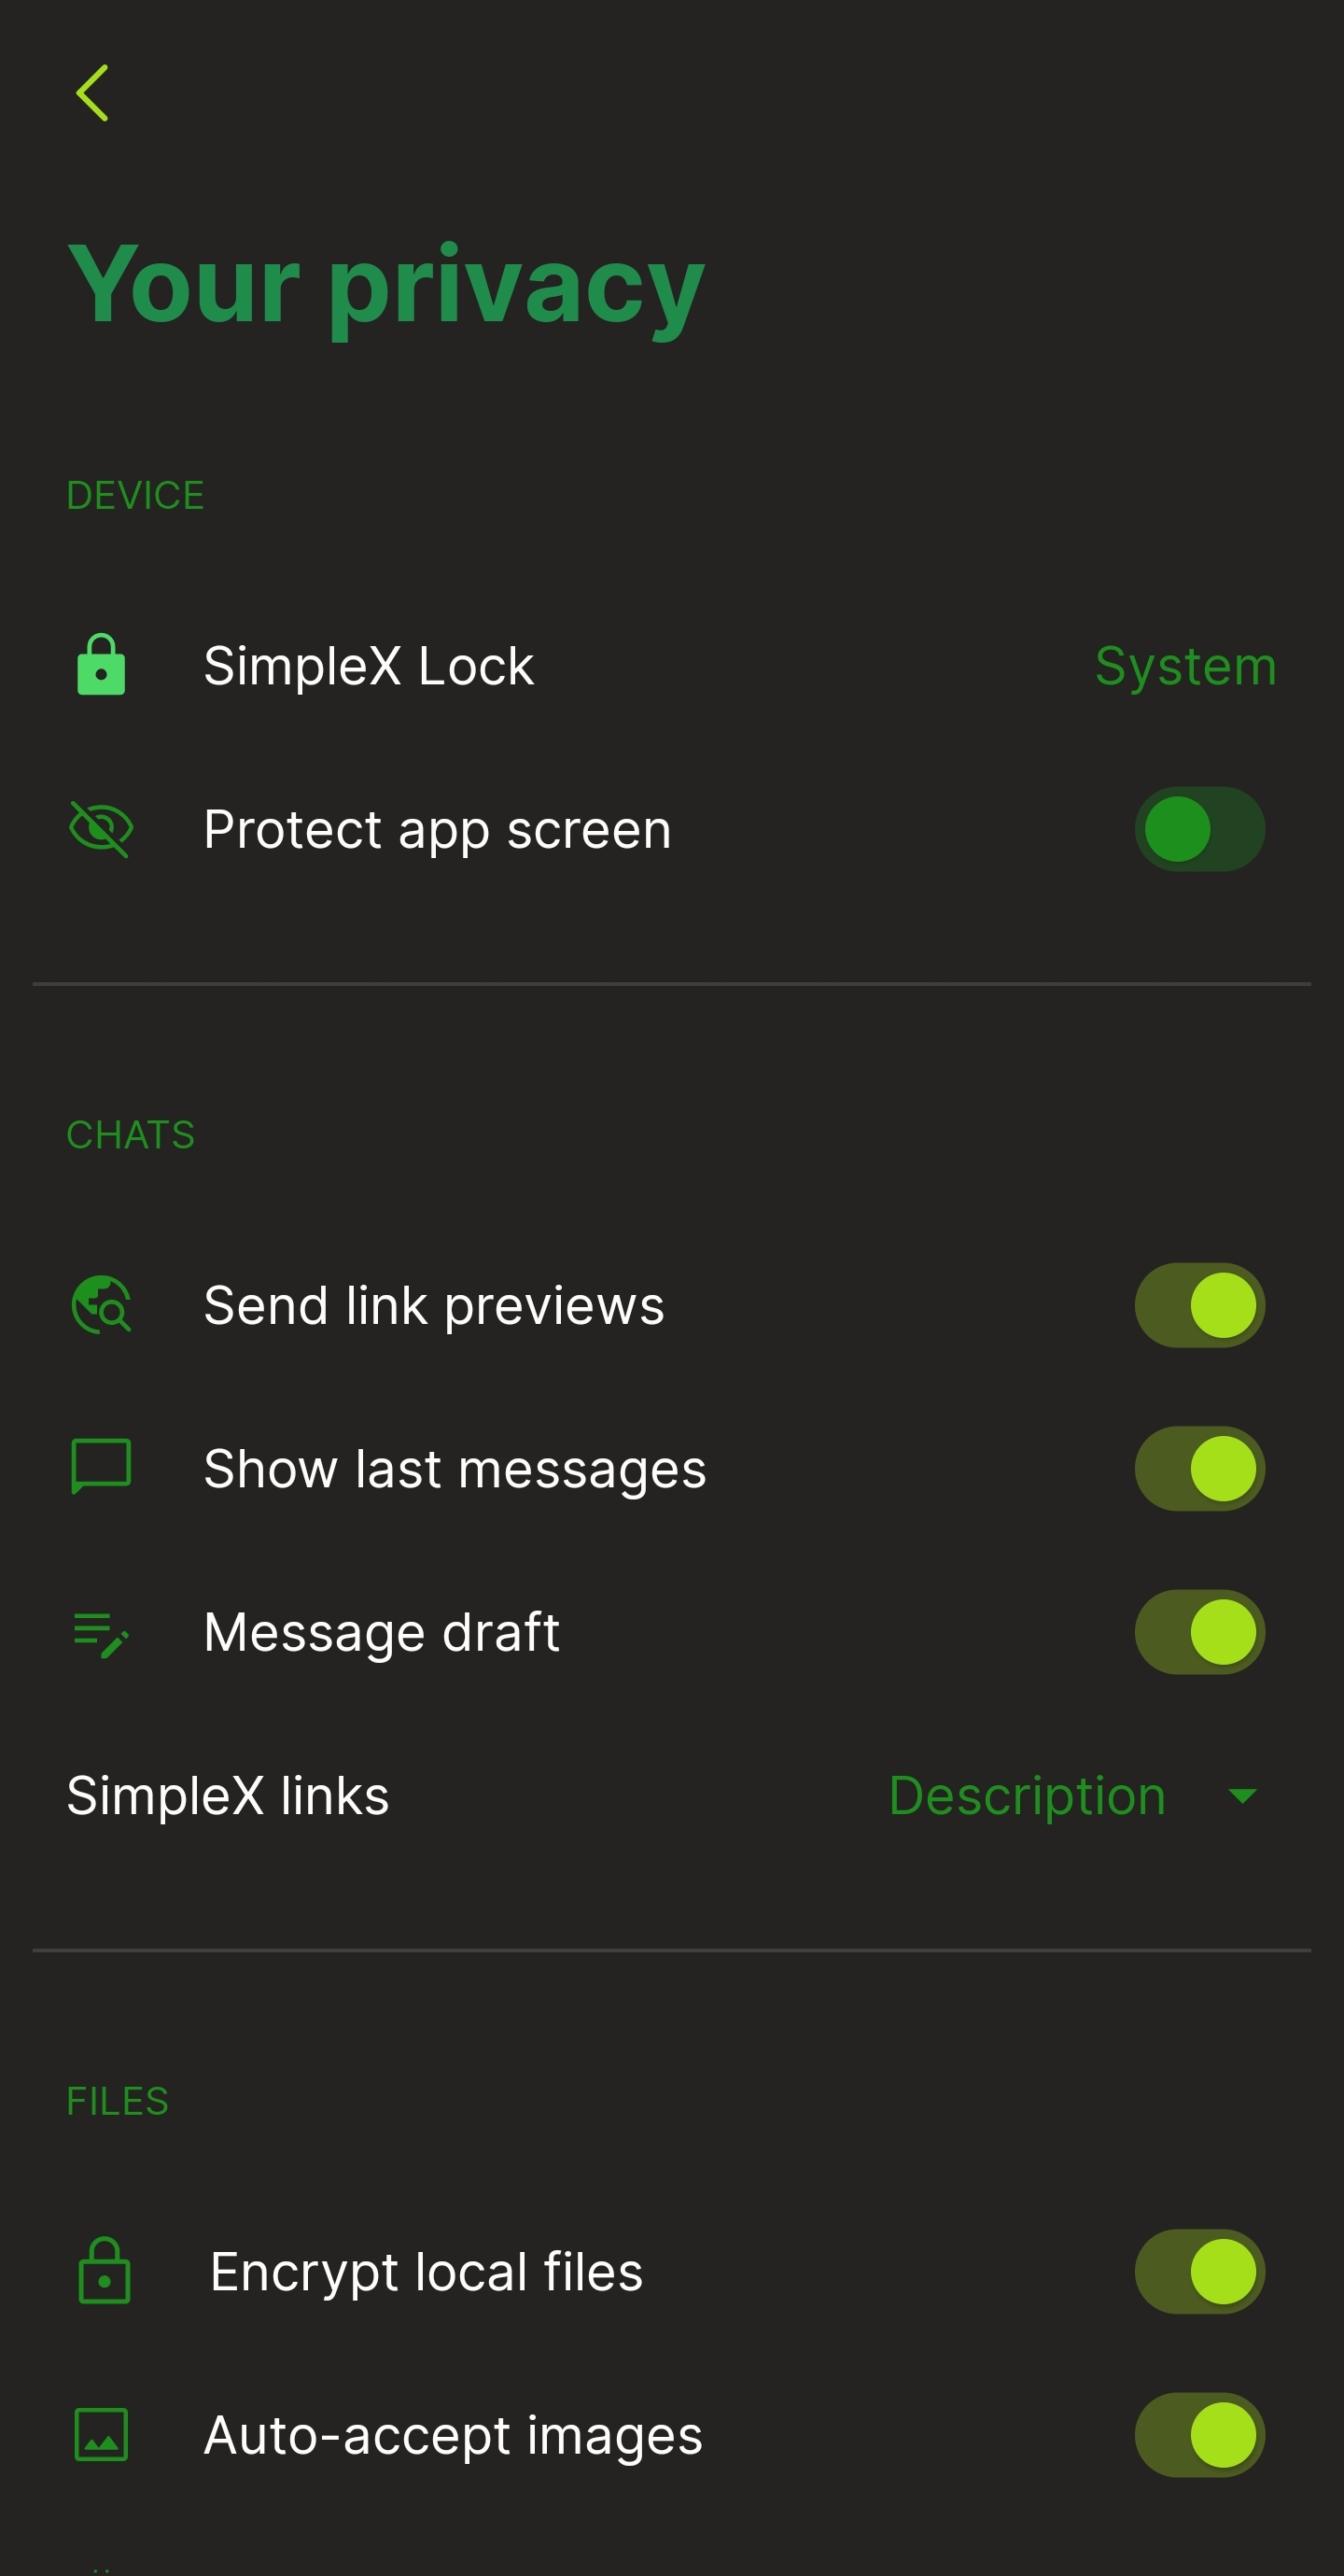 Your privacy
DEVICE
SimpleX Lock System
Protect app screen
CHATS
Send link previews
Show last messages
Message draft
SimpleX links Description
FILES
Encrypt local files
Auto-accept images